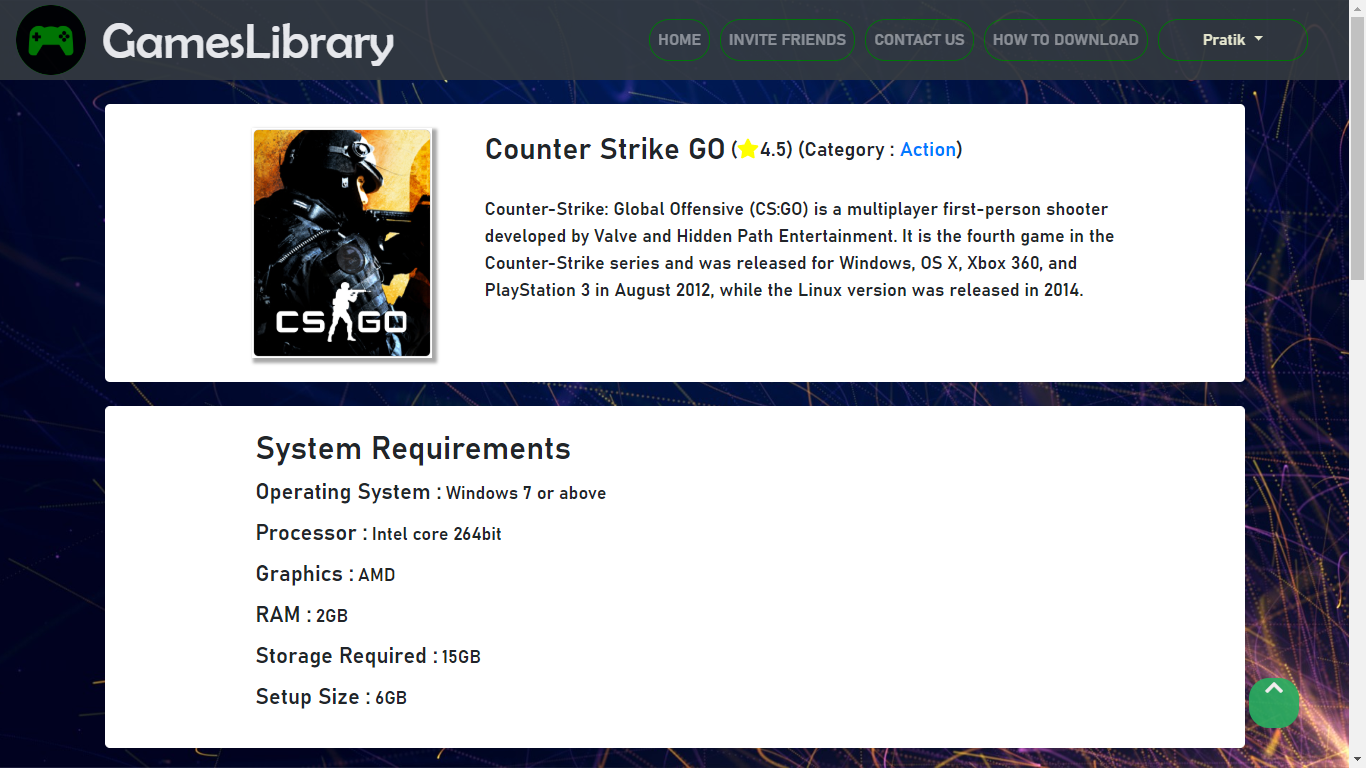 GamesLibrary
HOME
INVITE FRIENDS
CONTACT US
HOW TO DOWNLOAD
Pratik
CS GO
Counter Strike GO (4.5) (Category : Action)
Counter-Strike: Global Offensive (CS:GO) is a multiplayer first-person shooter
developed by Valve and Hidden Path Entertainment. It is the fourth game in the
Counter-Strike series and was released for Windows, OS X, Xbox 360, and
PlayStation 3 in August 2012, while the Linux version was released in 2014.
System Requirements
Operating System : Windows 7 or above
Processor : Intel core 264bit
Graphics : AMD
RAM : 2GB
Storage Required : 15GB
Setup Size : 6GB